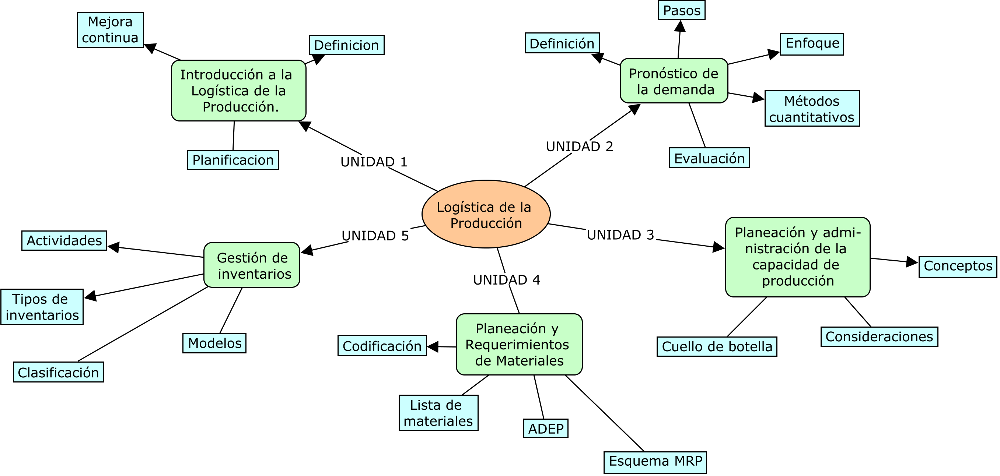 Logística de la
Producción
UNIDAD 1
Introducción a la
Logística de la
Producción.
Mejora
continua
Definicion
Planificacion
UNIDAD 2
Pronóstico de
la demanda
Definición
Pasos
Enfoque
Métodos
cuantitativos
Evaluación
UNIDAD 3
Planeación y admi-
nistración de la
capacidad de
producción
Conceptos
Consideraciones
Cuello de botella
UNIDAD 4
Planeación y
Requerimientos
de Materiales
Codificación
Lista de
materiales
ADEP
Esquema MRP
UNIDAD 5
Gestión de
inventarios
Actividades
Tipos de
inventarios
Clasificación
Modelos